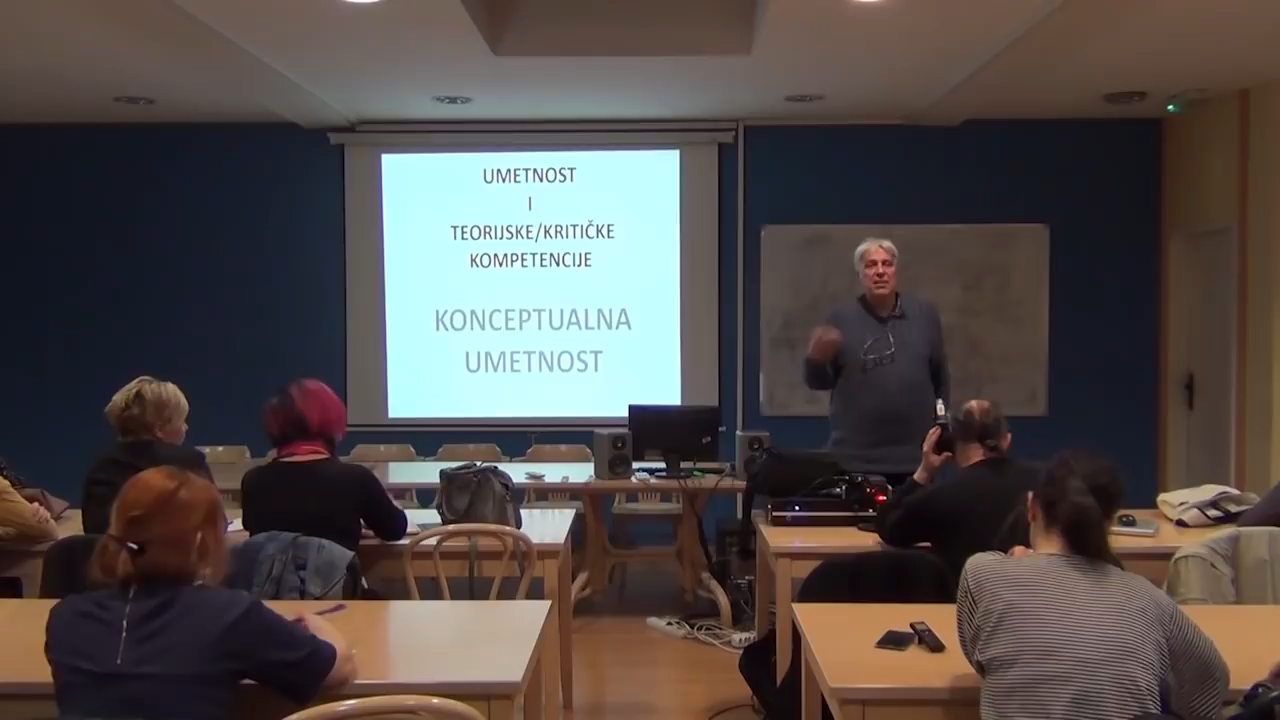 UMETNOST
I
TEORIJSKE/KRITIČKE
KOMPETENCIJE
KONCEPTUALNA
UMETNOST